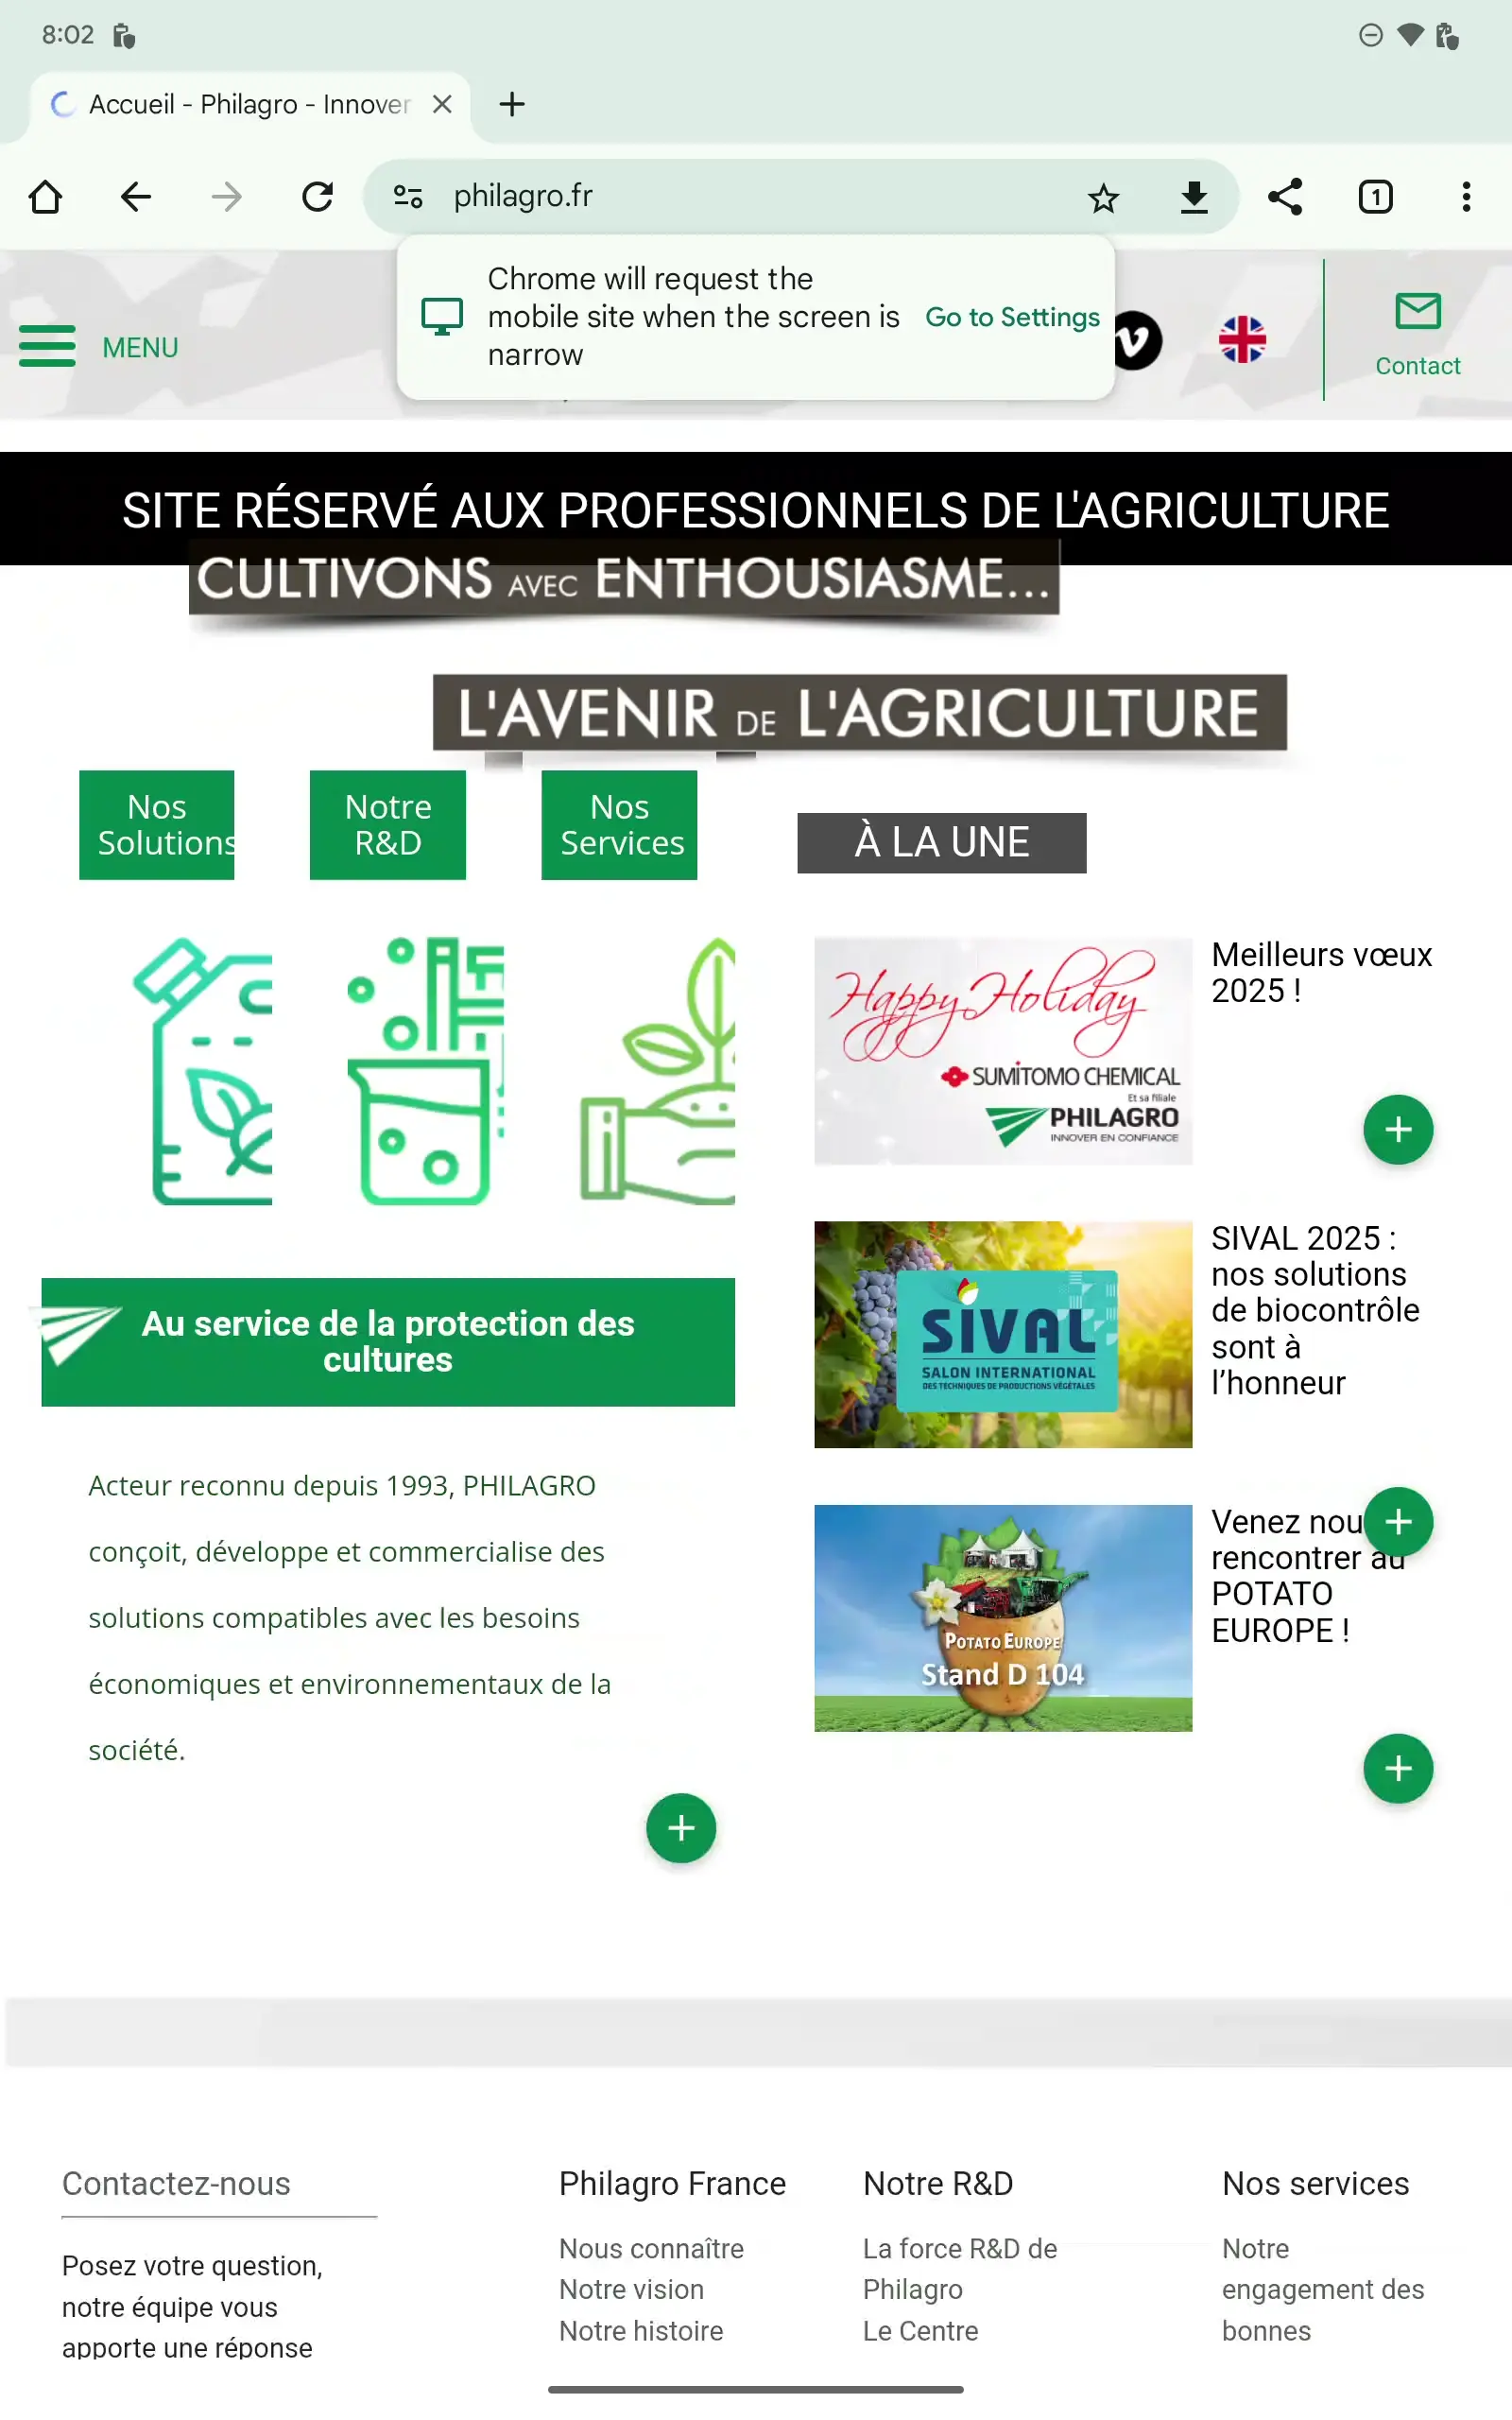 8:02
Accueil - Philagro - Innover
philagro.fr
1
Chrome will request the
mobile site when the screen is
narrow
Go to Settings
MENU
Contact
SITE RÉSERVÉ AUX PROFESSIONNELS DE L'AGRICULTURE
CULTIVONS AVEC ENTHOUSIASME...
L'AVENIR DE L'AGRICULTURE
Nos
Solutions
Notre
R&D
Nos
Services
À LA UNE
Happy Holiday
SUMITOMO CHEMICAL
Et sa filiale
PHILAGRO
INNOVER EN CONFIANCE
Meilleurs vœux
2025 !
SIVAL
SALON INTERNATIONAL
DES TECHNIQUES DE PRODUCTIONS VÉGÉTALES
SIVAL 2025 :
nos solutions
de biocontrôle
sont à
l’honneur
Au service de la protection des
cultures
Acteur reconnu depuis 1993, PHILAGRO
conçoit, développe et commercialise des
solutions compatibles avec les besoins
économiques et environnementaux de la
société.
POTATO EUROPE
Stand D 104
Venez nou
rencontrer au
POTATO
EUROPE !
Contactez-nous
Posez votre question,
notre équipe vous
apporte une réponse
Philagro France
Nous connaître
Notre vision
Notre histoire
Notre R&D
La force R&D de
Philagro
Le Centre
Nos services
Notre
engagement des
bonnes